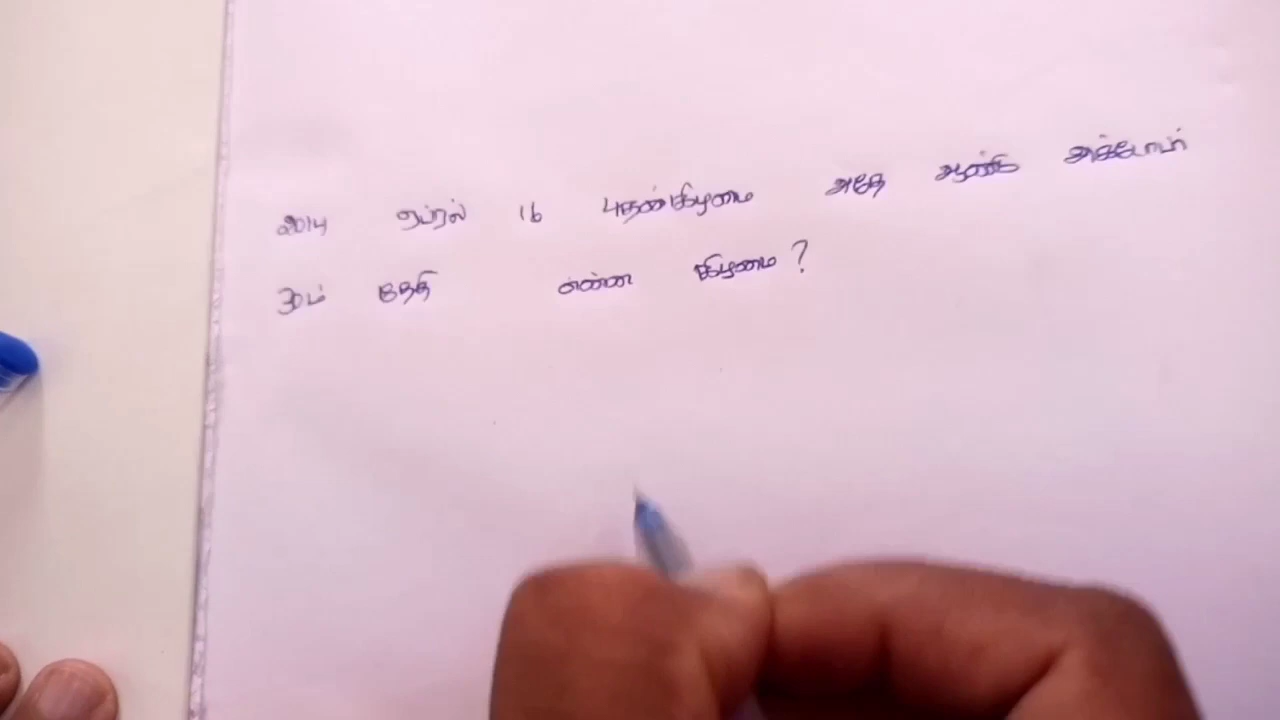 2014 ஏப்ரல் 16 புதன்கிழமை அதே ஆண்டு அக்டோபர்
30ம் தேதி என்ன கிழமை?